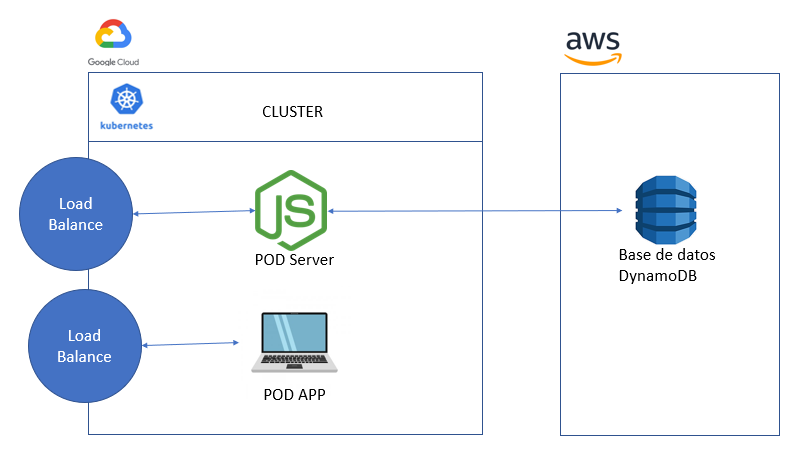 Google Cloud
aws
kubernetes
CLUSTER
Load
Balance
JS
POD Server
Base de datos
DynamoDB
Load
Balance
POD APP